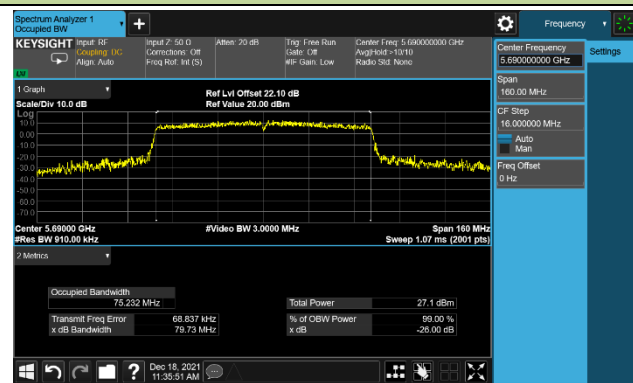 Spectrum Analyzer 1
Occupied BW
Frequency
KEYSIGHT
Input: RF
Coupling: DC
Align: Auto
Input Z: 50 Ω
Corrections: Off
Freq Ref: Int (S)
Atten: 20 dB
Trig: Free Run
Gate: Off
#IF Gain: Low
Center Freq: 5.690000000 GHz
Avg|Hold:>10/10
Radio Std: None
Center Frequency
5.690000000 GHz
Settings
Span
160.00 MHz
CF Step
16.000000 MHz
Auto
Man
Freq Offset
0 Hz
1 Graph
Scale/Div 10.0 dB
Ref Lvl Offset 22.10 dB
Ref Value 20.00 dBm
Log
10.0
0.00
-10.0
-20.0
-30.0
-40.0
-50.0
-60.0
-70.0
Center 5.69000 GHz
#Res BW 910.00 kHz
#Video BW 3.0000 MHz
Span 160 MHz
Sweep 1.07 ms (2001 pts)
2 Metrics
Occupied Bandwidth
75.232 MHz
Total Power 27.1 dBm
Transmit Freq Error 68.837 kHz
% of OBW Power 99.00 %
x dB Bandwidth 79.73 MHz
x dB -26.00 dB
?
Dec 18, 2021
11:35:51 AM